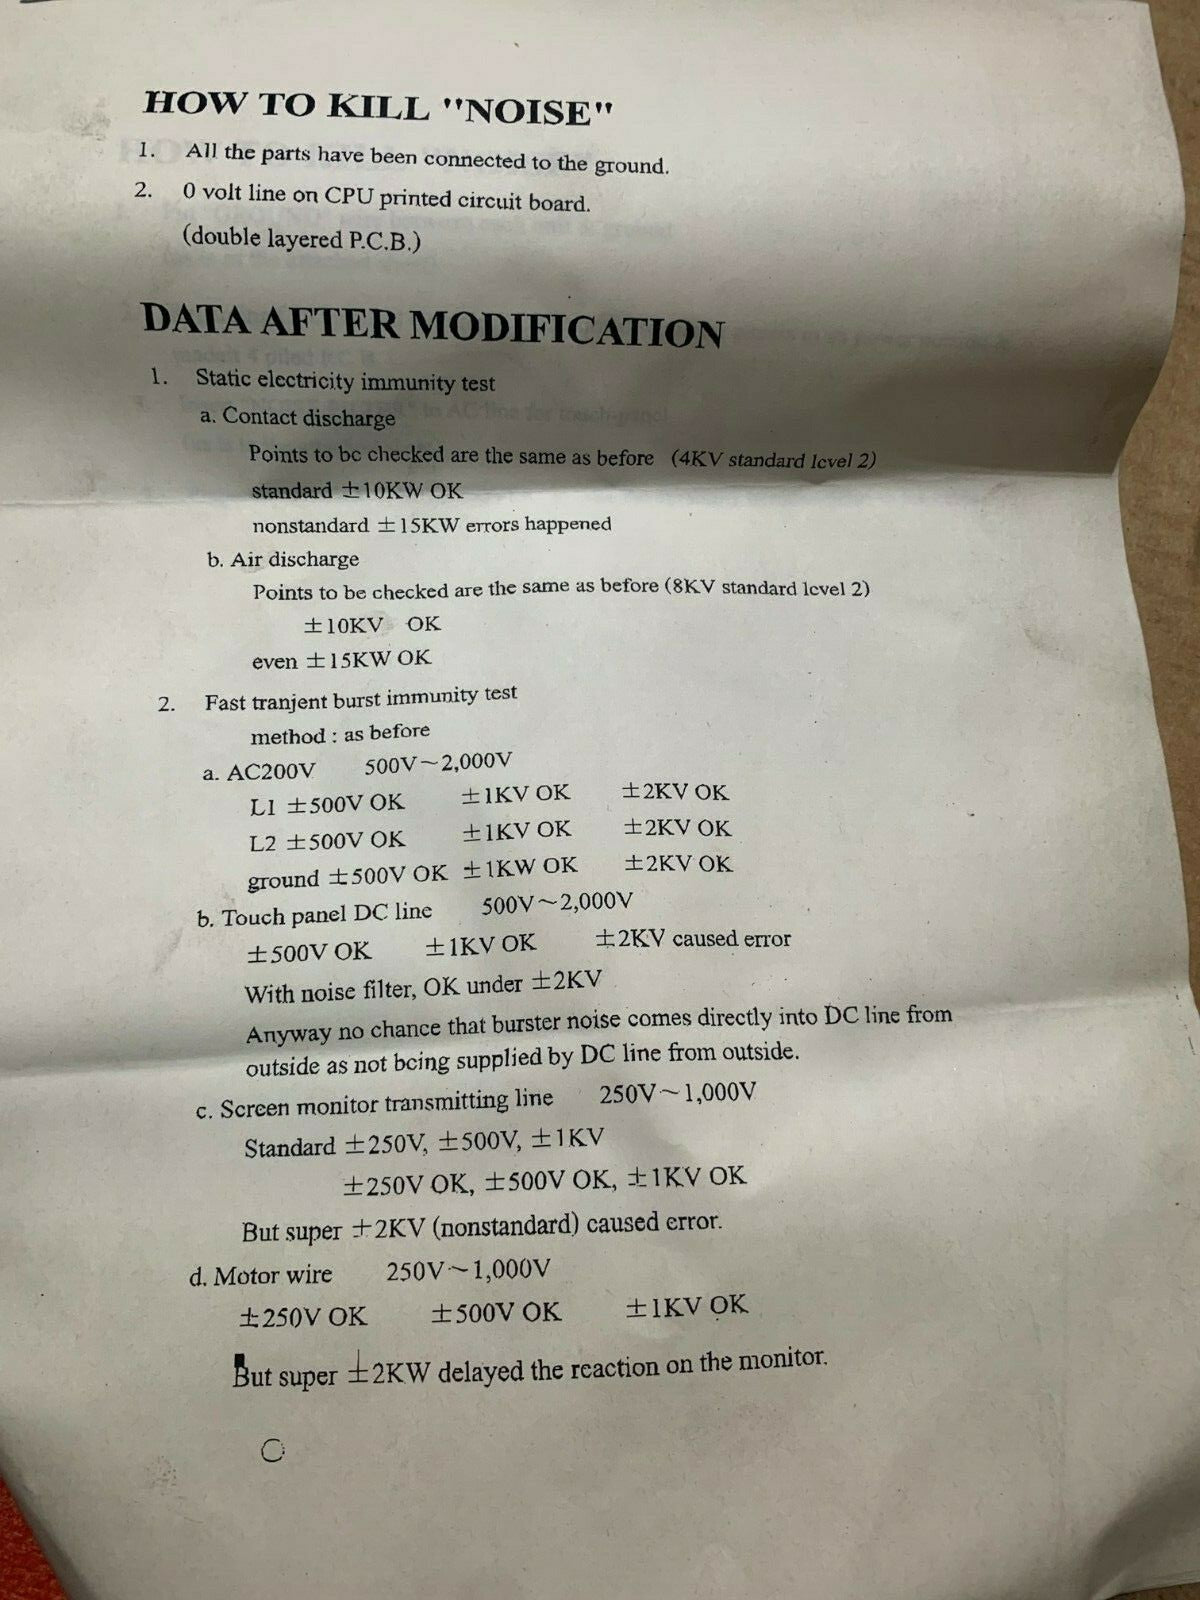 HOW TO KILL "NOISE"
1. All the parts have been connected to the ground.
2. 0 volt line on CPU printed circuit board.
(double layered P.C.B.)
DATA AFTER MODIFICATION
1. Static electricity immunity test
a. Contact discharge
Points to be checked are the same as before (4KV standard level 2)
standard ±10KW OK
nonstandard ±15KW errors happened
b. Air discharge
Points to be checked are the same as before (8KV standard level 2)
±10KV OK
even ±15KW OK
2. Fast tranjent burst immunity test
method : as before
a. AC200V 500V~2,000V
L1 ±500V OK ±1KV OK ±2KV OK
L2 ±500V OK ±1KV OK ±2KV OK
ground ±500V OK ±1KW OK ±2KV OK
b. Touch panel DC line 500V~2,000V
±500V OK ±1KV OK ±2KV caused error
With noise filter, OK under ±2KV
Anyway no chance that burster noise comes directly into DC line from
outside as not being supplied by DC line from outside.
c. Screen monitor transmitting line 250V~1,000V
Standard ±250V, ±500V, ±1KV
±250V OK, ±500V OK, ±1KV OK
But super ±2KV (nonstandard) caused error.
d. Motor wire 250V~1,000V
±250V OK ±500V OK ±1KV OK
But super ±2KW delayed the reaction on the monitor.